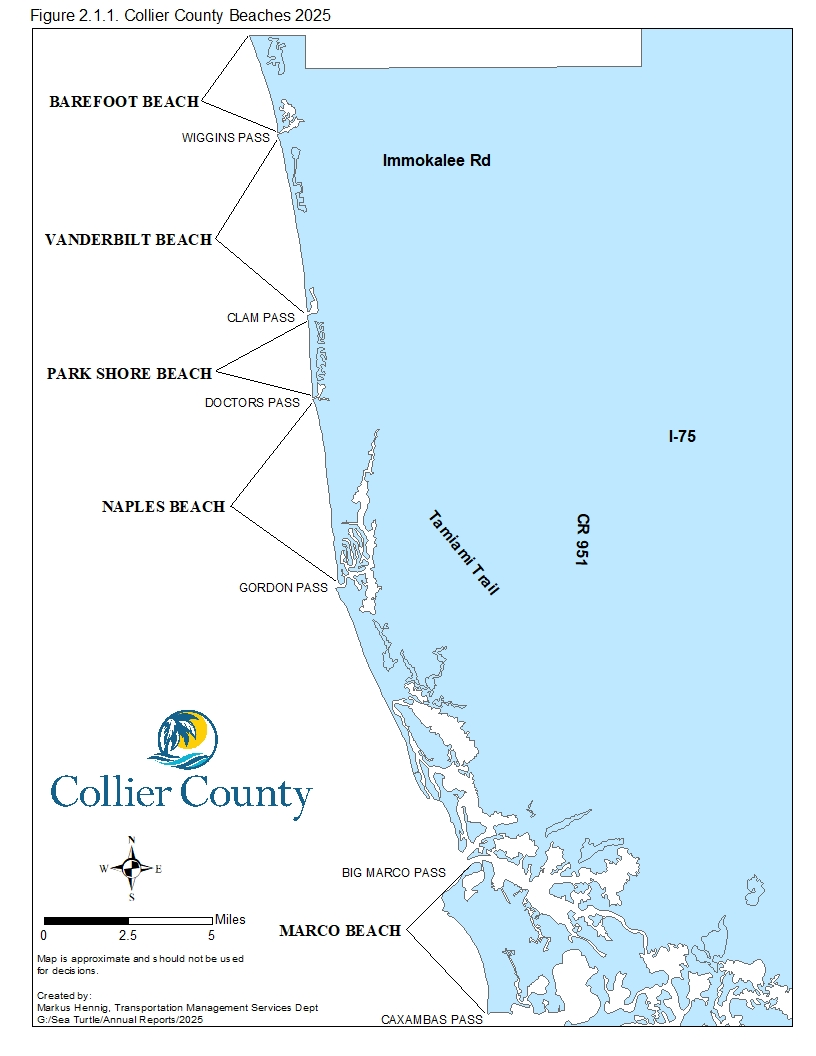 Figure 2.1.1. Collier County Beaches 2025
BAREFOOT BEACH
WIGGINS PASS
Immokalee Rd
VANDERBILT BEACH
CLAM PASS
PARK SHORE BEACH
DOCTORS PASS
I-75
NAPLES BEACH
Tamiami Trail
CR 951
GORDON PASS
Collier County
N
W E
S
BIG MARCO PASS
Miles
0 2.5 5
MARCO BEACH
Map is approximate and should not be used
for decisions.
Created by:
Markus Hennig, Transportation Management Services Dept
G:/Sea Turtle/Annual Reports/2025
CAXAMBAS PASS